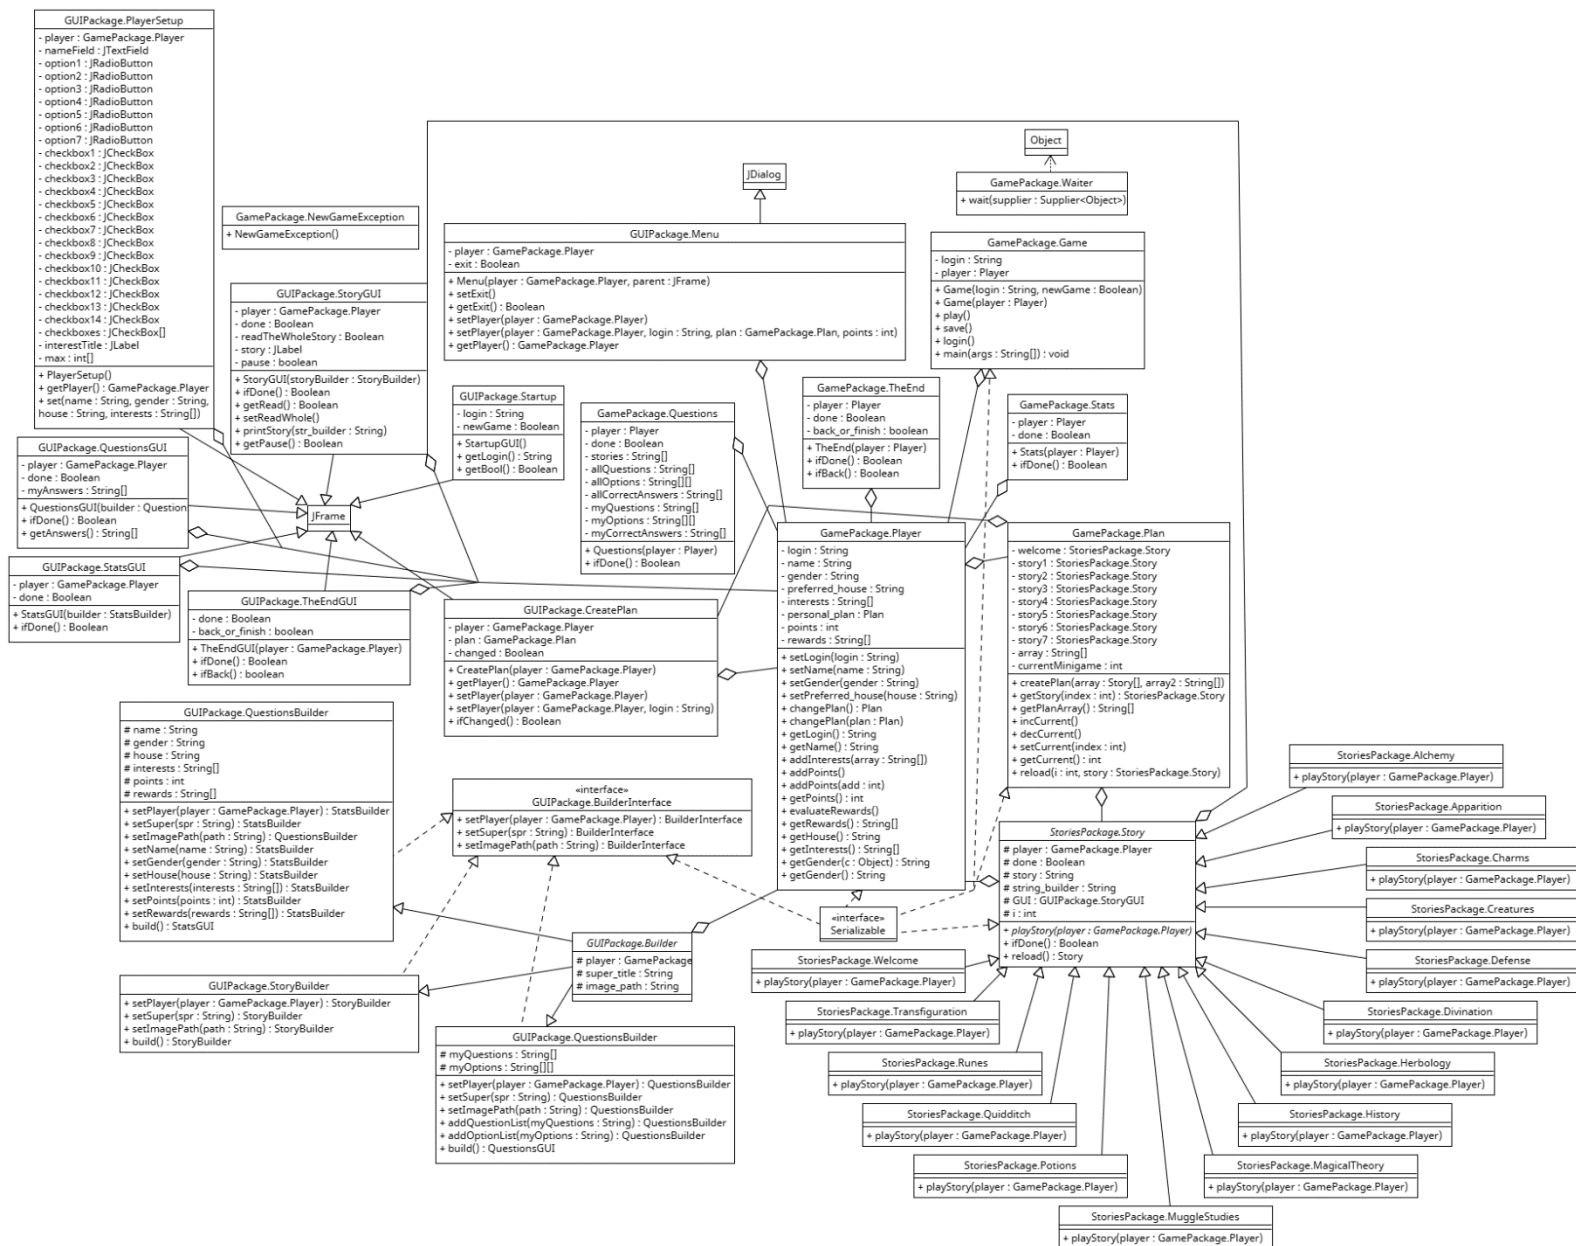 GUIPackage.PlayerSetup
- player : GamePackage.Player
- nameField : JTextField
- option1 : JRadioButton
- option2 : JRadioButton
- option3 : JRadioButton
- option4 : JRadioButton
- option5 : JRadioButton
- option6 : JRadioButton
- option7 : JRadioButton
- checkbox1 : JCheckBox
- checkbox2 : JCheckBox
- checkbox3 : JCheckBox
- checkbox4 : JCheckBox
- checkbox5 : JCheckBox
- checkbox6 : JCheckBox
- checkbox7 : JCheckBox
- checkbox8 : JCheckBox
- checkbox9 : JCheckBox
- checkbox10 : JCheckBox
- checkbox11 : JCheckBox
- checkbox12 : JCheckBox
- checkbox13 : JCheckBox
- checkbox14 : JCheckBox
- checkboxes : JCheckBox[]
- interestTitle : JLabel
- max : int[]
+ PlayerSetup()
+ getPlayer() : GamePackage.Player
+ set(name : String, gender : String,
house : String, interests : String[])
GamePackage.NewGameException
+ NewGameException()
GUIPackage.StoryGUI
- player : GamePackage.Player
- done : Boolean
- readTheWholeStory : Boolean
- story : JLabel
- pause : boolean
+ StoryGUI(storyBuilder : StoryBuilder)
+ ifDone() : Boolean
+ getRead() : Boolean
+ setReadWhole()
+ printStory(str_builder : String)
+ getPause() : Boolean
JDialog
Object
GamePackage.Waiter
+ wait(supplier : Supplier<Object>)
GUIPackage.Menu
- player : GamePackage.Player
- exit : Boolean
+ Menu(player : GamePackage.Player, parent : JFrame)
+ setExit()
+ getExit() : Boolean
+ setPlayer(player : GamePackage.Player)
+ setPlayer(player : GamePackage.Player, login : String, plan : GamePackage.Plan, points : int)
+ getPlayer() : GamePackage.Player
GamePackage.Game
- login : String
- player : Player
+ Game(login : String, newGame : Boolean)
+ Game(player : Player)
+ play()
+ save()
+ login()
+ main(args : String[]) : void
GUIPackage.Startup
- login : String
- newGame : Boolean
+ StartupGUI()
+ getLogin() : String
+ getBool() : Boolean
GamePackage.Questions
- player : Player
- done : Boolean
- stories : String[]
- allQuestions : String[]
- allOptions : String[][]
- allCorrectAnswers : String[]
- myQuestions : String[]
- myOptions : String[][]
- myCorrectAnswers : String[]
+ Questions(player : Player)
+ ifDone() : Boolean
GamePackage.TheEnd
- player : Player
- done : Boolean
- back_or_finish : boolean
+ TheEnd(player : Player)
+ ifDone() : Boolean
+ ifBack() : Boolean
GamePackage.Stats
- player : Player
- done : Boolean
+ Stats(player : Player)
+ ifDone() : Boolean
GUIPackage.QuestionsGUI
- player : GamePackage.Player
- done : Boolean
- myAnswers : String[]
+ QuestionsGUI(builder : Question
+ ifDone() : Boolean
+ getAnswers() : String[]
JFrame
GUIPackage.StatsGUI
- player : GamePackage.Player
- done : Boolean
+ StatsGUI(builder : StatsBuilder)
+ ifDone() : Boolean
GUIPackage.TheEndGUI
- done : Boolean
- back_or_finish : boolean
+ TheEndGUI(player : GamePackage.Player)
+ ifDone() : Boolean
+ ifBack() : boolean
GUIPackage.CreatePlan
- player : GamePackage.Player
- plan : GamePackage.Plan
- changed : Boolean
+ CreatePlan(player : GamePackage.Player)
+ getPlayer() : GamePackage.Player
+ setPlayer(player : GamePackage.Player)
+ setPlayer(player : GamePackage.Player, login : String)
+ ifChanged() : Boolean
GamePackage.Player
- login : String
- name : String
- gender : String
- preferred_house : String
- interests : String[]
- personal_plan : Plan
- points : int
- rewards : String[]
+ setLogin(login : String)
+ setName(name : String)
+ setGender(gender : String)
+ setPreferred_house(house : String)
+ changePlan() : Plan
+ changePlan(plan : Plan)
+ getLogin() : String
+ getName() : String
+ addInterests(array : String[])
+ addPoints()
+ addPoints(add : int)
+ getPoints() : int
+ evaluateRewards()
+ getRewards() : String[]
+ getHouse() : String
+ getInterests() : String[]
+ getGender(c : Object) : String
+ getGender() : String
GamePackage.Plan
- welcome : StoriesPackage.Story
- story1 : StoriesPackage.Story
- story2 : StoriesPackage.Story
- story3 : StoriesPackage.Story
- story4 : StoriesPackage.Story
- story5 : StoriesPackage.Story
- story6 : StoriesPackage.Story
- story7 : StoriesPackage.Story
- array : String[]
- currentMinigame : int
+ createPlan(array : Story[], array2 : String[])
+ getStory(index : int) : StoriesPackage.Story
+ getPlanArray() : String[]
+ incCurrent()
+ decCurrent()
+ setCurrent(index : int)
+ getCurrent() : int
+ reload(i : int, story : StoriesPackage.Story)
GUIPackage.QuestionsBuilder
# name : String
# gender : String
# house : String
# interests : String[]
# points : int
# rewards : String[]
+ setPlayer(player : GamePackage.Player) : StatsBuilder
+ setSuper(spr : String) : StatsBuilder
+ setImagePath(path : String) : QuestionsBuilder
+ setName(name : String) : StatsBuilder
+ setGender(gender : String) : StatsBuilder
+ setHouse(house : String) : StatsBuilder
+ setInterests(interests : String[]) : StatsBuilder
+ setPoints(points : int) : StatsBuilder
+ setRewards(rewards : String[]) : StatsBuilder
+ build() : StatsGUI
«interface»
GUIPackage.BuilderInterface
+ setPlayer(player : GamePackage.Player) : BuilderInterface
+ setSuper(spr : String) : BuilderInterface
+ setImagePath(path : String) : BuilderInterface
«interface»
Serializable
StoriesPackage.Story
# player : GamePackage.Player
# done : Boolean
# story : String
# string_builder : String
# GUI : GUIPackage.StoryGUI
# i : int
+ playStory(player : GamePackage.Player)
+ ifDone() : Boolean
+ reload() : Story
StoriesPackage.Alchemy
+ playStory(player : GamePackage.Player)
StoriesPackage.Apparition
+ playStory(player : GamePackage.Player)
StoriesPackage.Charms
+ playStory(player : GamePackage.Player)
StoriesPackage.Creatures
+ playStory(player : GamePackage.Player)
StoriesPackage.Defense
+ playStory(player : GamePackage.Player)
StoriesPackage.Divination
+ playStory(player : GamePackage.Player)
StoriesPackage.Herbology
+ playStory(player : GamePackage.Player)
StoriesPackage.History
+ playStory(player : GamePackage.Player)
StoriesPackage.MagicalTheory
+ playStory(player : GamePackage.Player)
StoriesPackage.MuggleStudies
+ playStory(player : GamePackage.Player)
StoriesPackage.Potions
+ playStory(player : GamePackage.Player)
StoriesPackage.Quidditch
+ playStory(player : GamePackage.Player)
StoriesPackage.Runes
+ playStory(player : GamePackage.Player)
StoriesPackage.Transfiguration
+ playStory(player : GamePackage.Player)
StoriesPackage.Welcome
+ playStory(player : GamePackage.Player)
GUIPackage.Builder
# player : GamePackage
# super_title : String
# image_path : String
GUIPackage.StoryBuilder
+ setPlayer(player : GamePackage.Player) : StoryBuilder
+ setSuper(spr : String) : StoryBuilder
+ setImagePath(path : String) : StoryBuilder
+ build() : StoryBuilder
GUIPackage.QuestionsBuilder
# myQuestions : String[]
# myOptions : String[][]
+ setPlayer(player : GamePackage.Player) : QuestionsBuilder
+ setSuper(spr : String) : QuestionsBuilder
+ setImagePath(path : String) : QuestionsBuilder
+ addQuestionList(myQuestions : String) : QuestionsBuilder
+ addOptionList(myOptions : String) : QuestionsBuilder
+ build() : QuestionsGUI